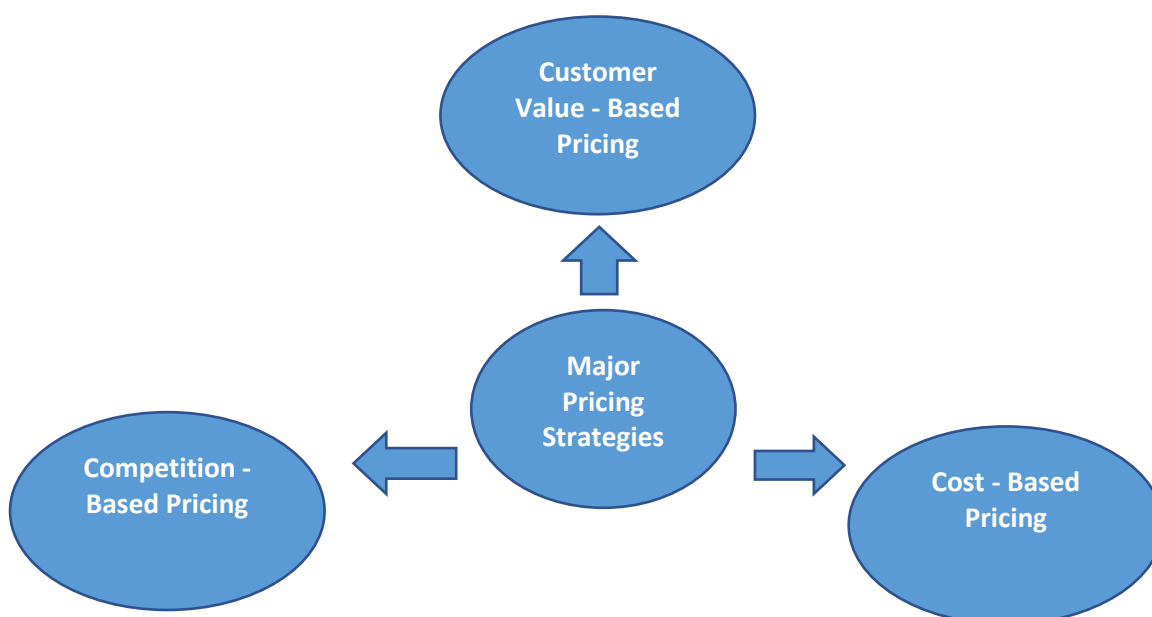 Customer
Value - Based
Pricing
Major
Pricing
Strategies
Competition -
Based Pricing
Cost - Based
Pricing